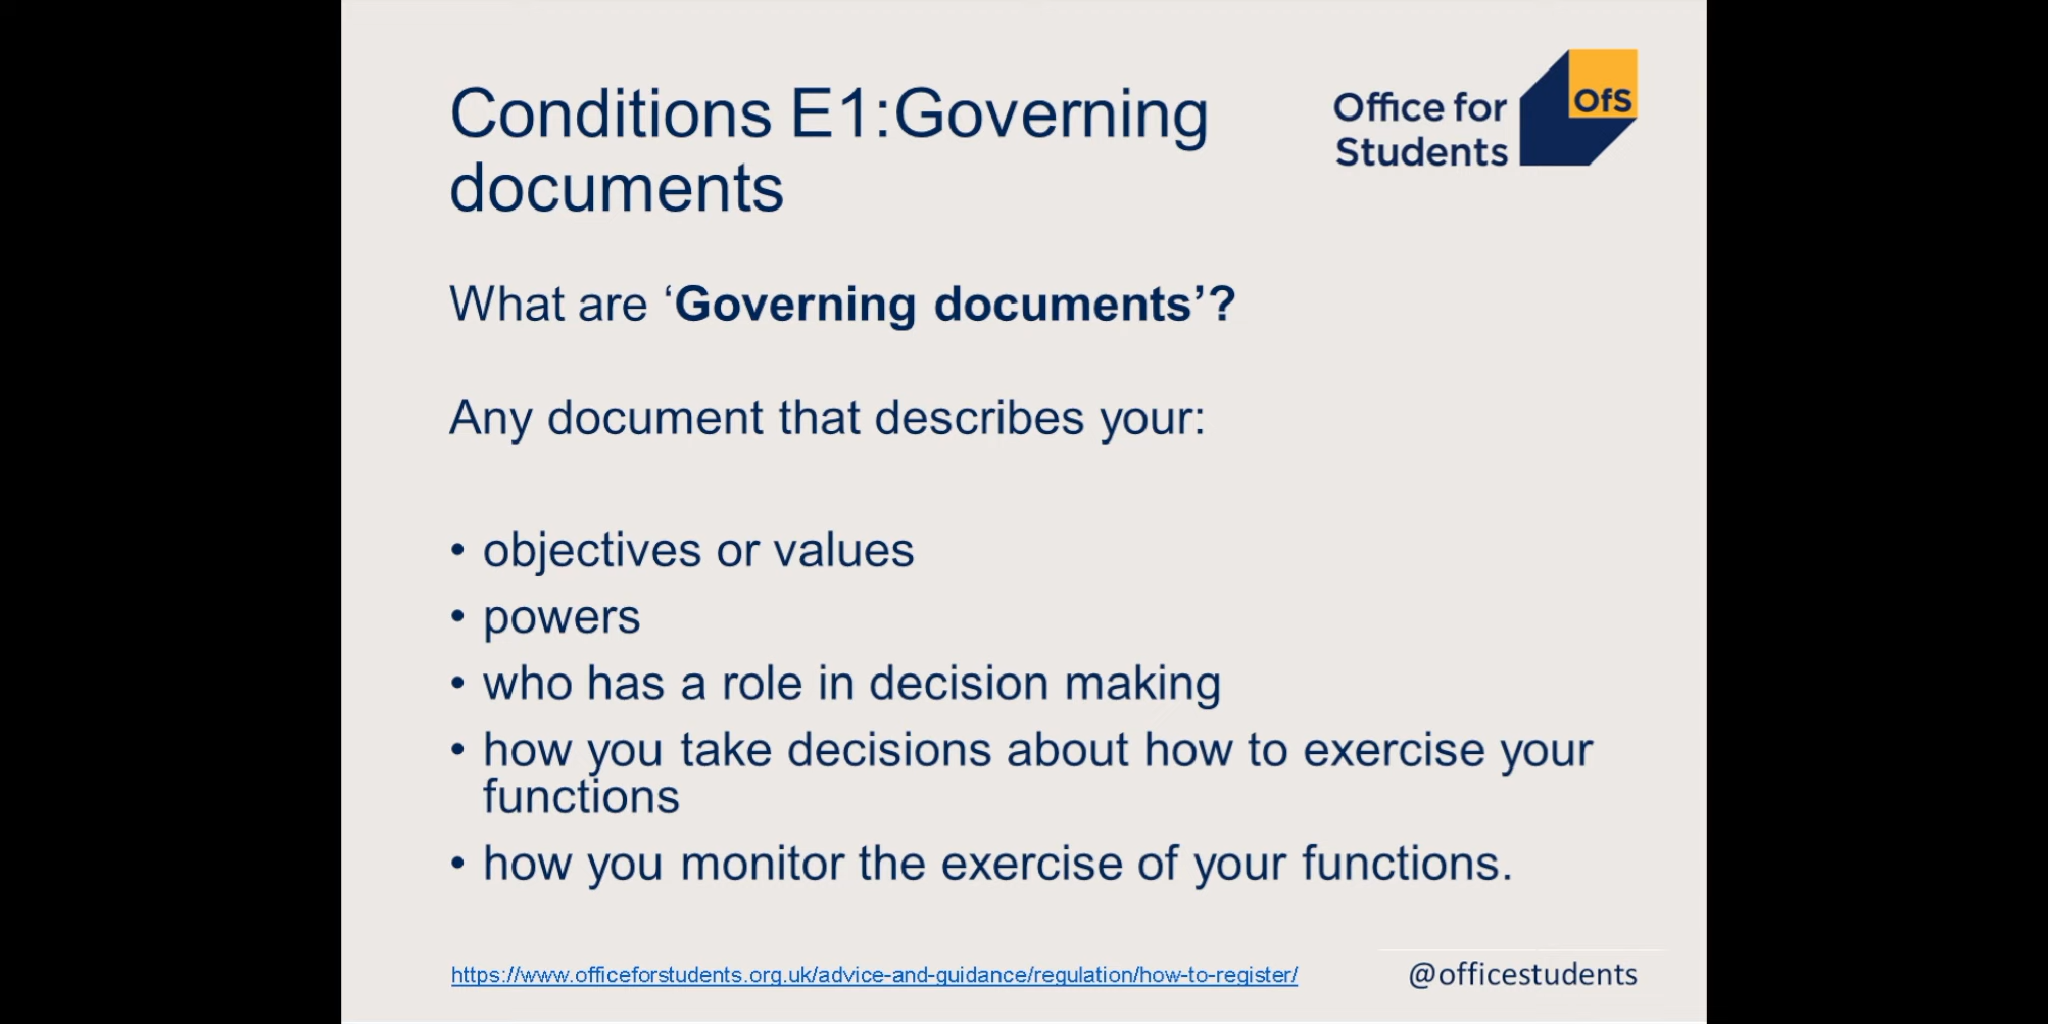 Conditions E1:Governing
documents
Office for
Students
OfS
What are ‘Governing documents’?
Any document that describes your:
• objectives or values
• powers
• who has a role in decision making
• how you take decisions about how to exercise your
functions
• how you monitor the exercise of your functions.
https://www.officeforstudents.org.uk/advice-and-guidance/regulation/how-to-register/
@officestudents